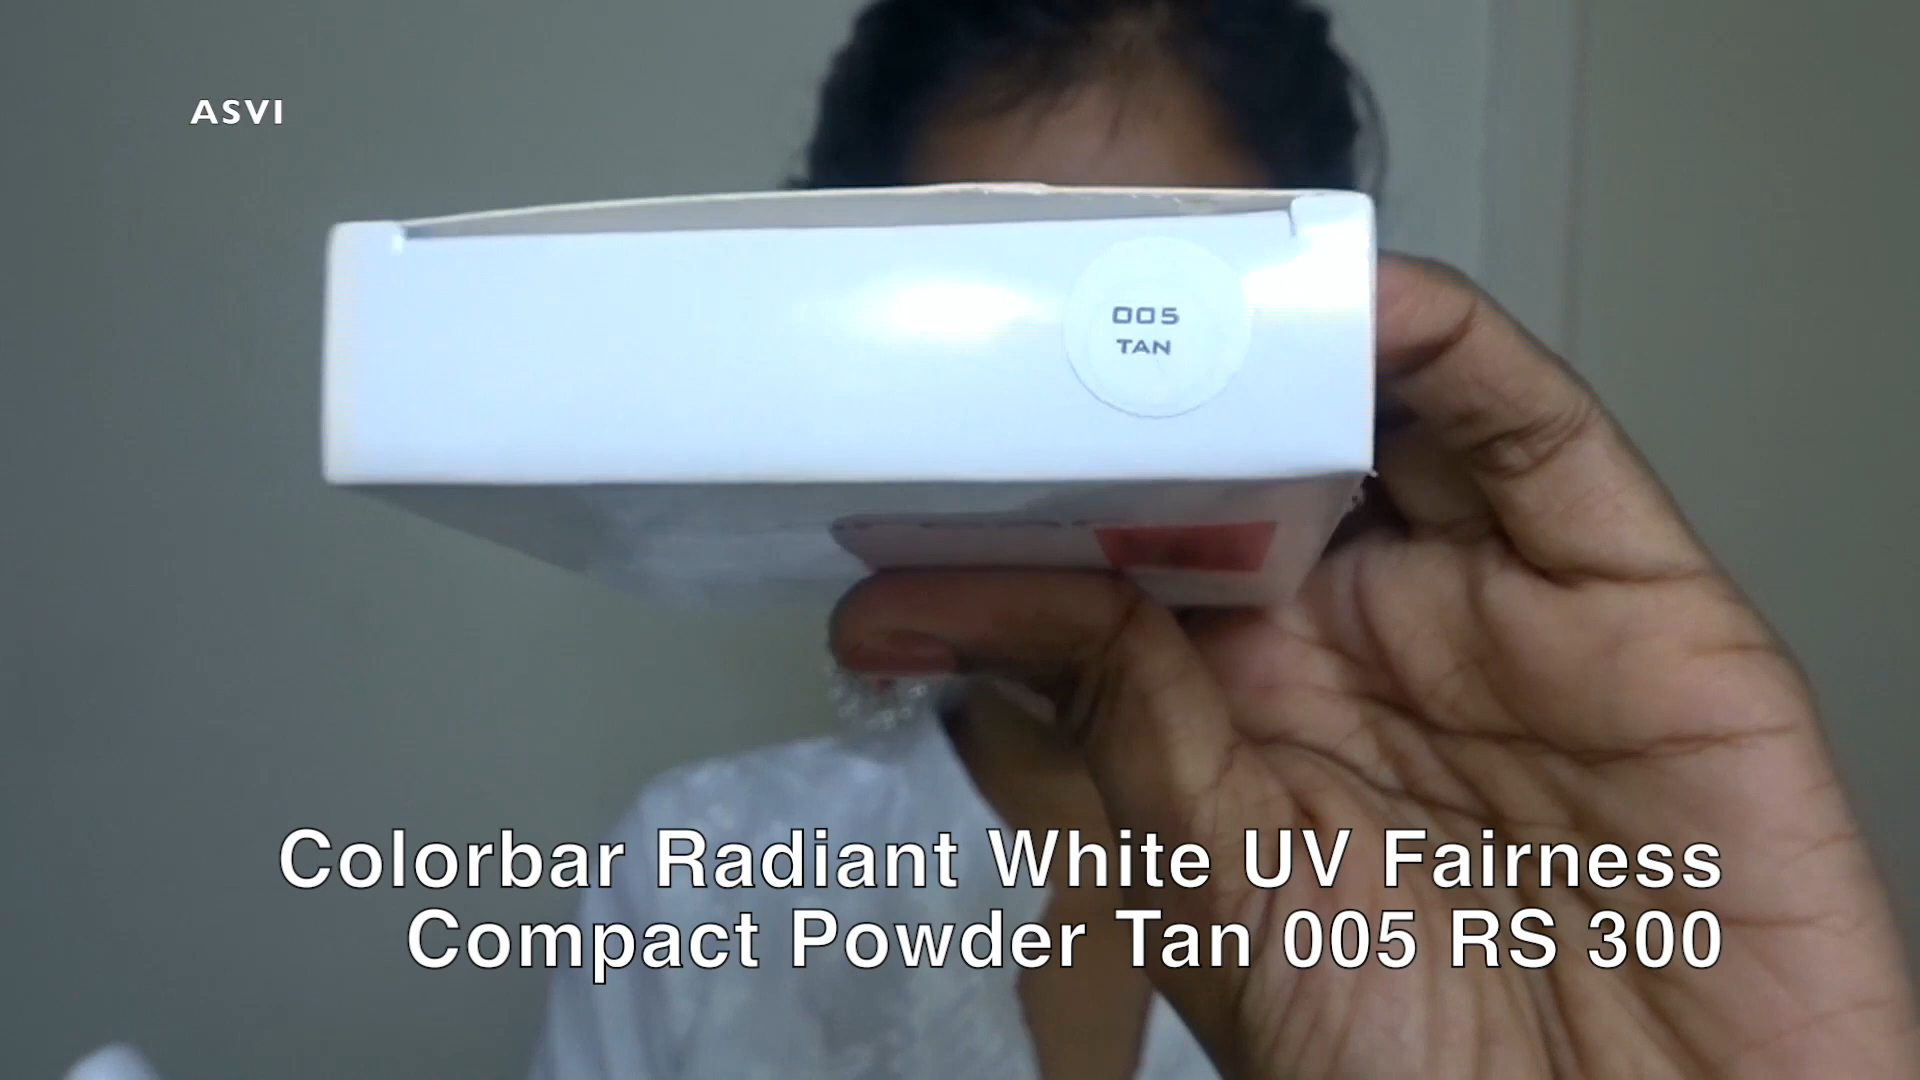 ASVI
005
TAN
Colorbar Radiant White UV Fairness
Compact Powder Tan 005 RS 300